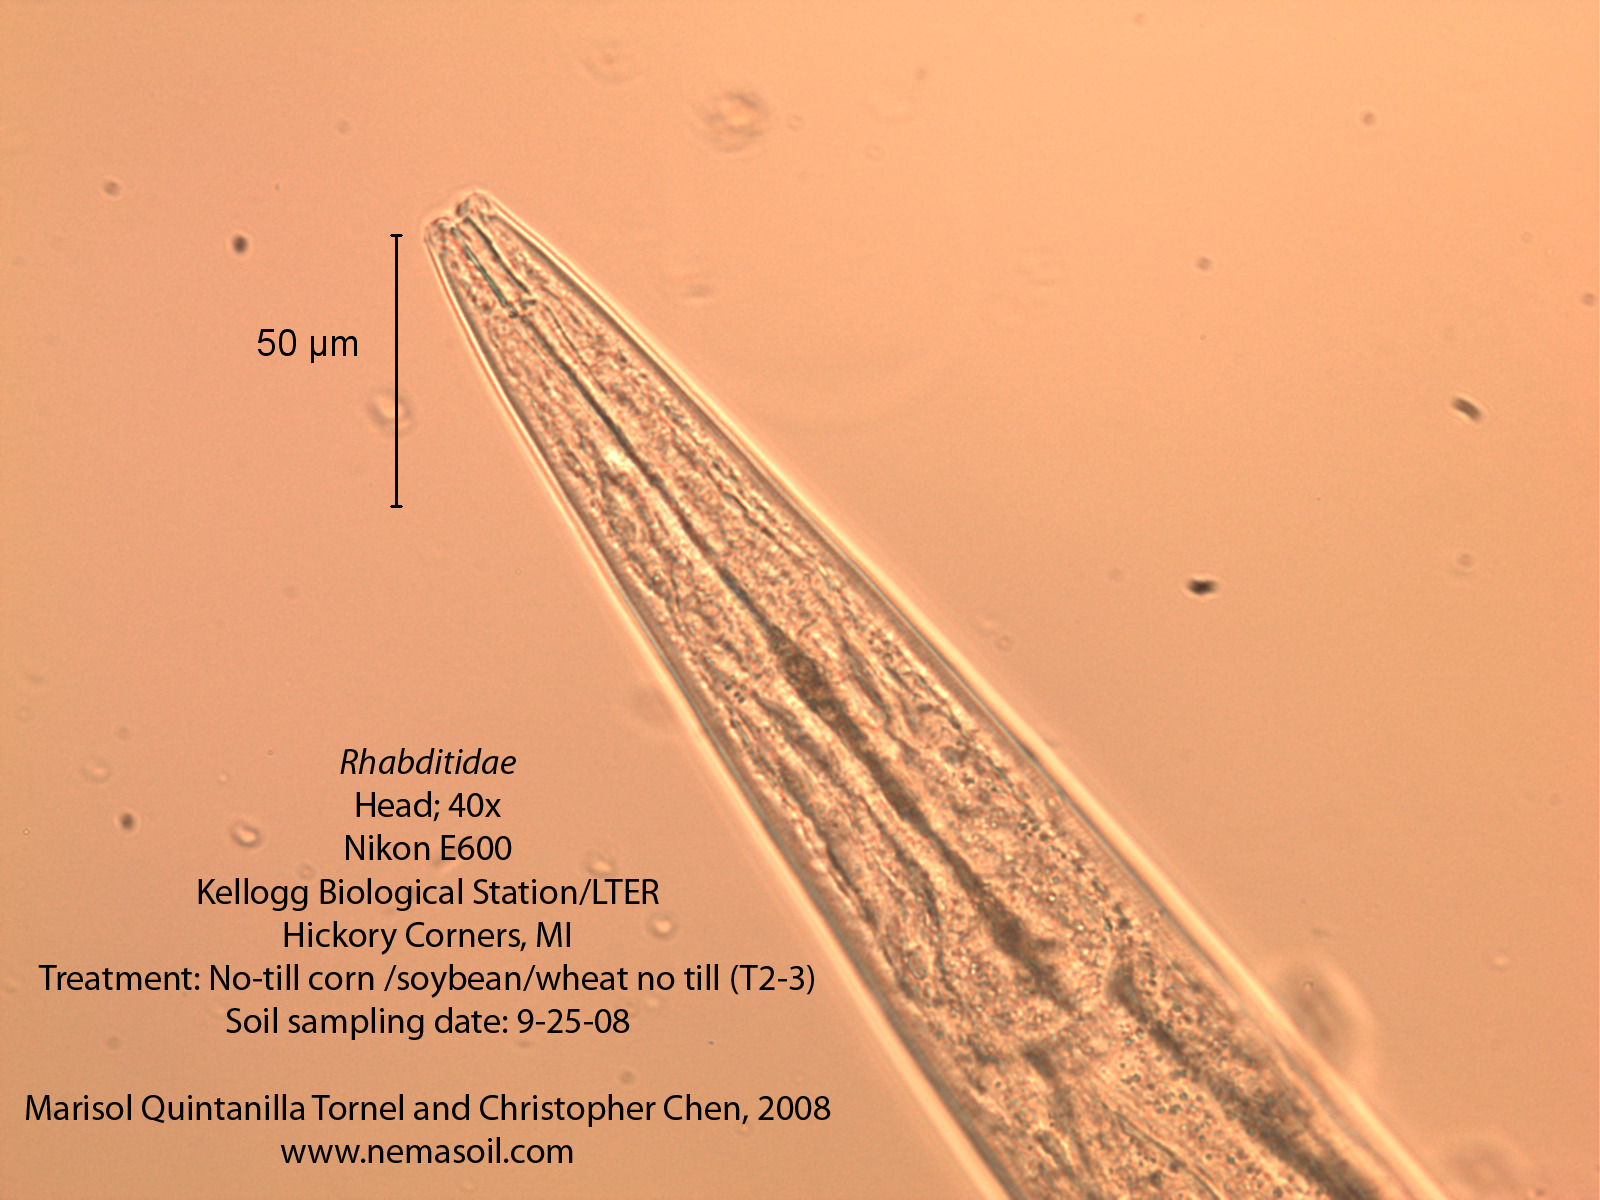 50 µm
Rhabditidae
Head; 40x
Nikon E600
Kellogg Biological Station/LTER
Hickory Corners, MI
Treatment: No-till corn /soybean/wheat no till (T2-3)
Soil sampling date: 9-25-08
Marisol Quintanilla Tornel and Christopher Chen, 2008
www.nemasoil.com